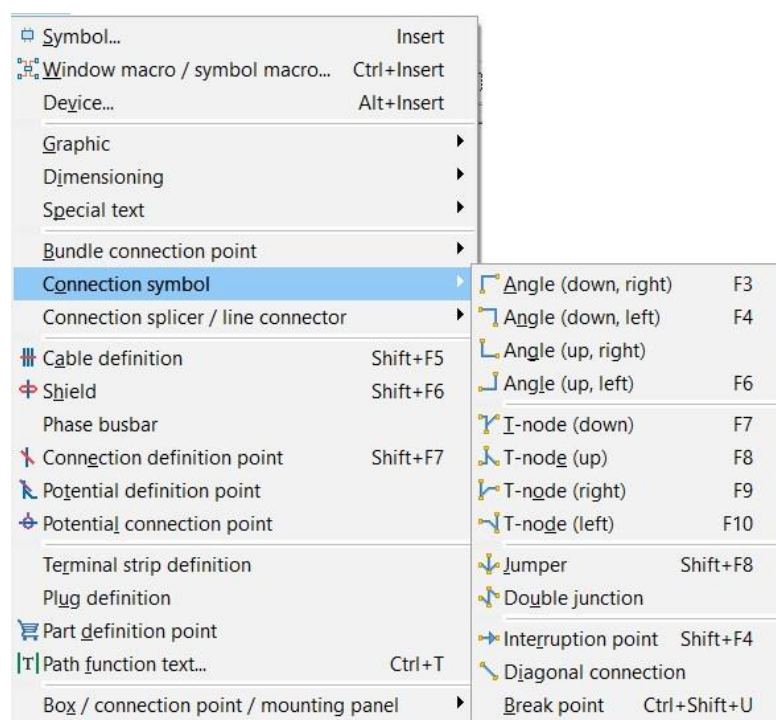 Symbol... Insert
Window macro / symbol macro... Ctrl+Insert
Device... Alt+Insert
Graphic
Dimensioning
Special text
Bundle connection point
Connection symbol
Connection splicer / line connector
Cable definition Shift+F5
Shield Shift+F6
Phase busbar
Connection definition point Shift+F7
Potential definition point
Potential connection point
Terminal strip definition
Plug definition
Part definition point
T Path function text... Ctrl+T
Box / connection point / mounting panel
Angle (down, right) F3
Angle (down, left) F4
Angle (up, right)
Angle (up, left) F6
T-node (down) F7
T-node (up) F8
T-node (right) F9
T-node (left) F10
Jumper Shift+F8
Double junction
Interruption point Shift+F4
Diagonal connection
Break point Ctrl+Shift+U